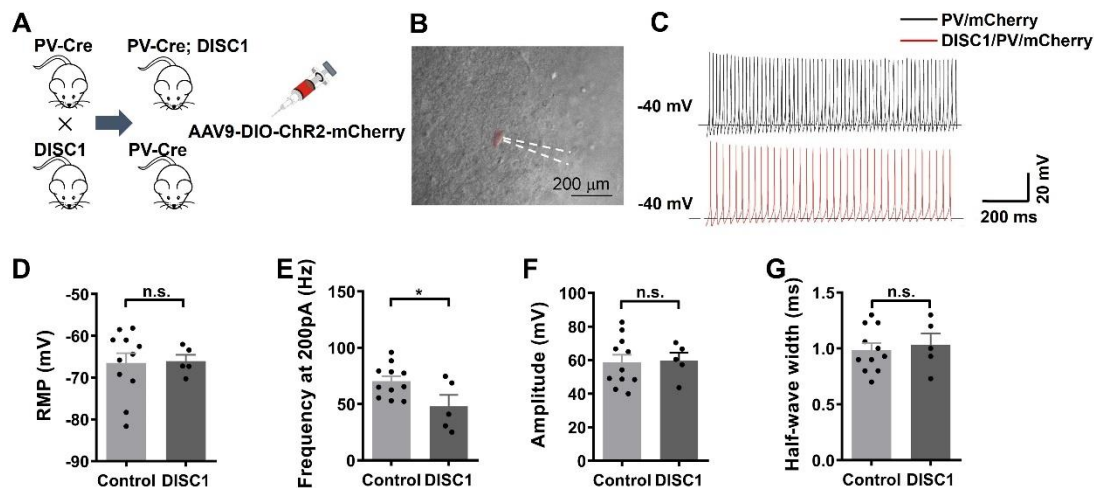 A
PV-Cre
PV-Cre; DISC1
×
DISC1
PV-Cre
AAV9-DIO-ChR2-mCherry
B
200 μm
C
PV/mCherry
DISC1/PV/mCherry
-40 mV
-40 mV
20 mV
200 ms
D
n.s.
RMP (mV)
-50
-60
-70
-80
-90
Control DISC1
E
*
Frequency at 200pA (Hz)
150
100
50
0
Control DISC1
F
n.s.
Amplitude (mV)
100
80
60
40
20
0
Control DISC1
G
n.s.
Half-wave width (ms)
1.5
1.0
0.5
0.0
Control DISC1